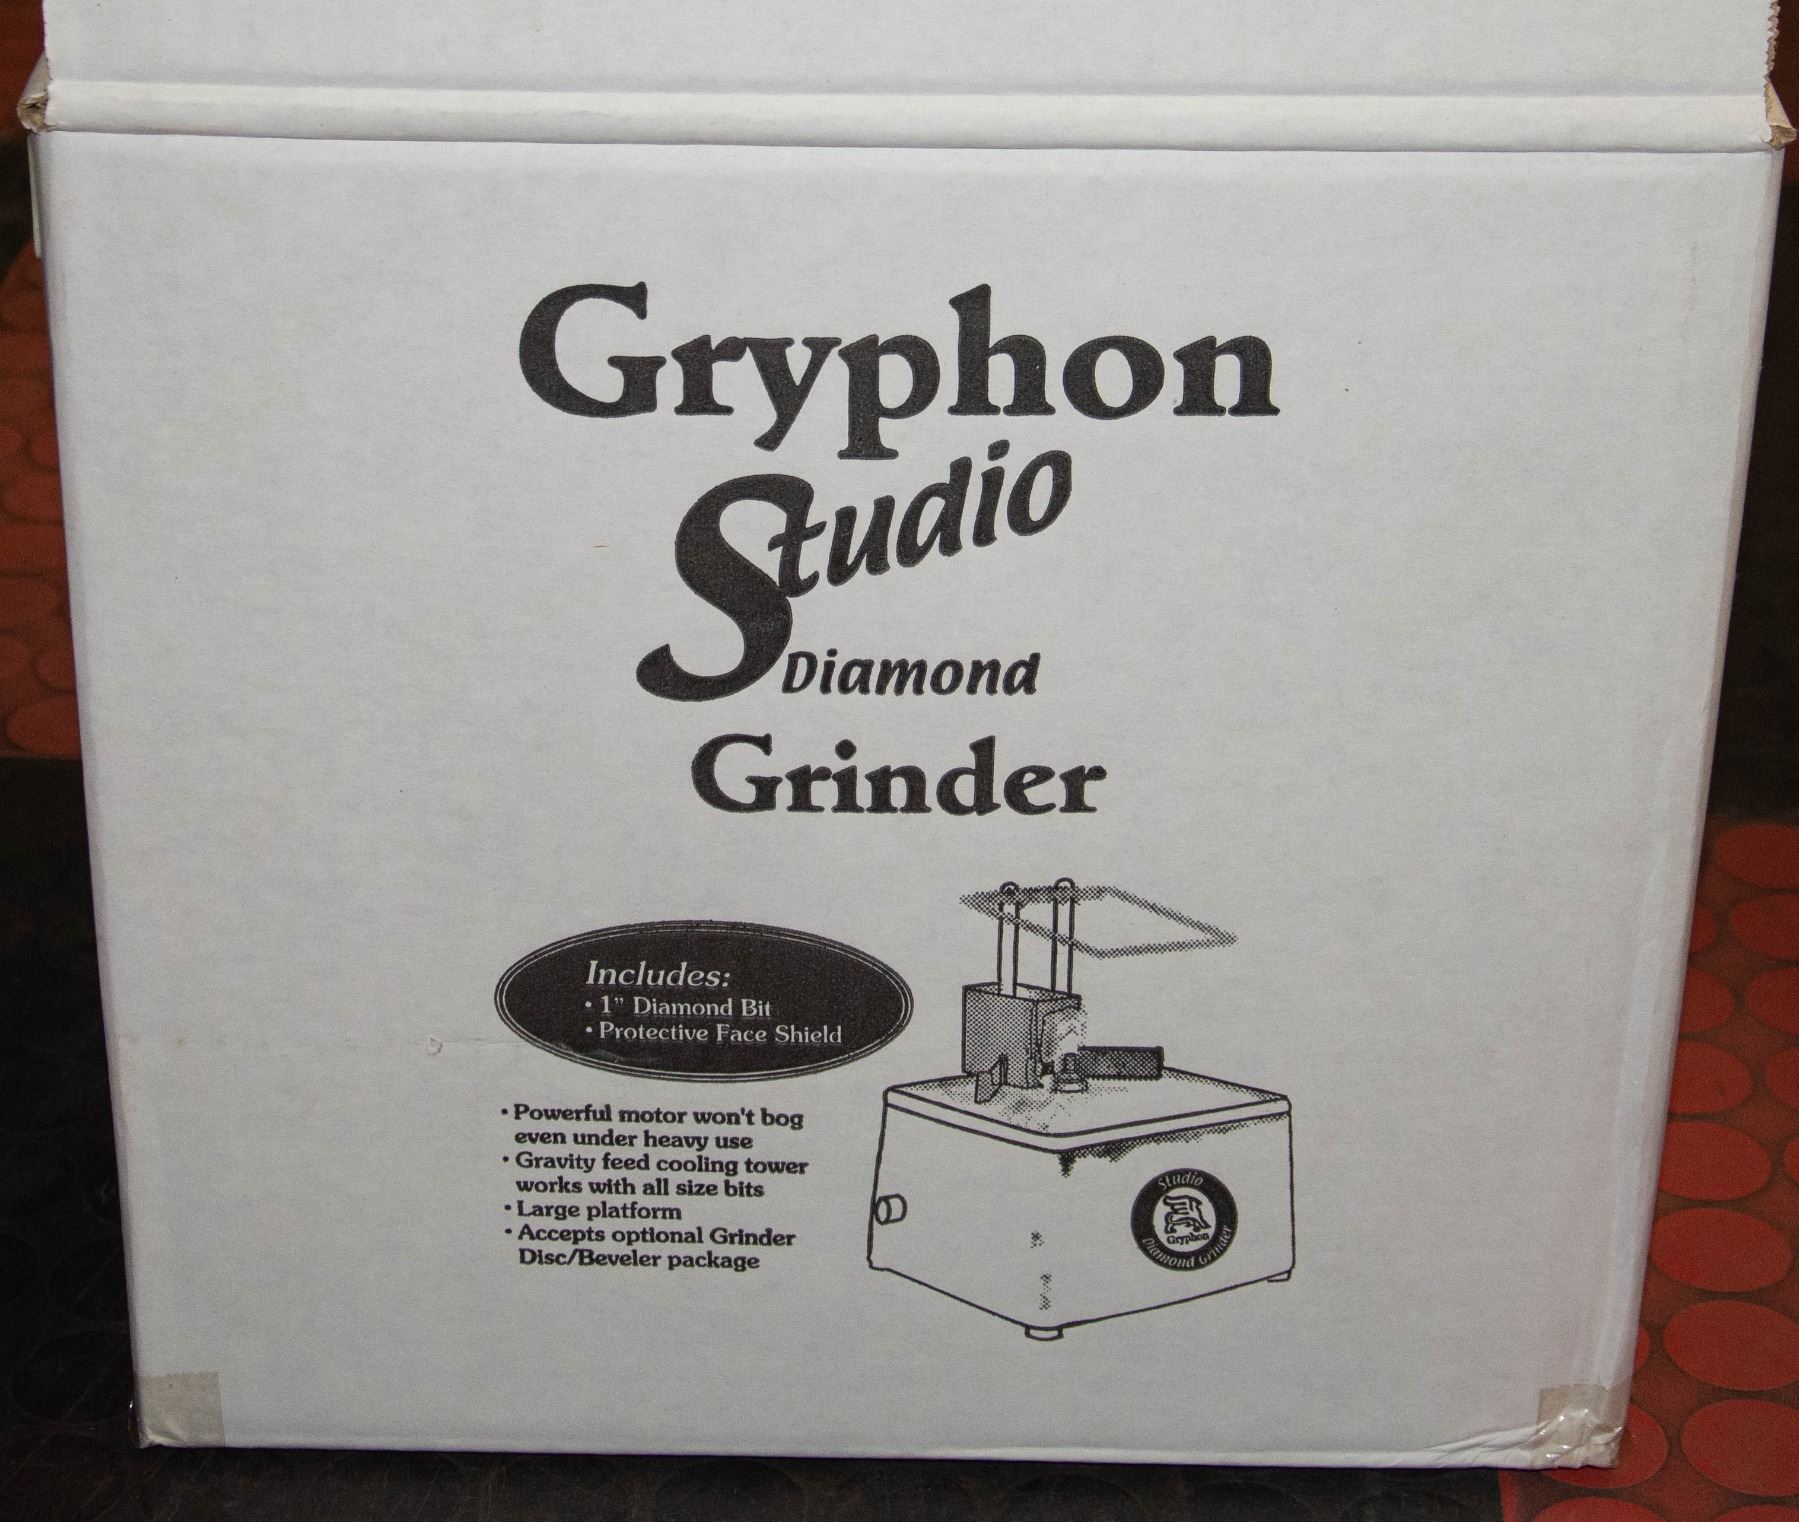 Gryphon
Studio
Diamond
Grinder
Includes:
• 1” Diamond Bit
• Protective Face Shield
• Powerful motor won't bog
even under heavy use
• Gravity feed cooling tower
works with all size bits
• Large platform
• Accepts optional Grinder
Disc/Beveler package
Studio
Gryphon
Diamond Grinder